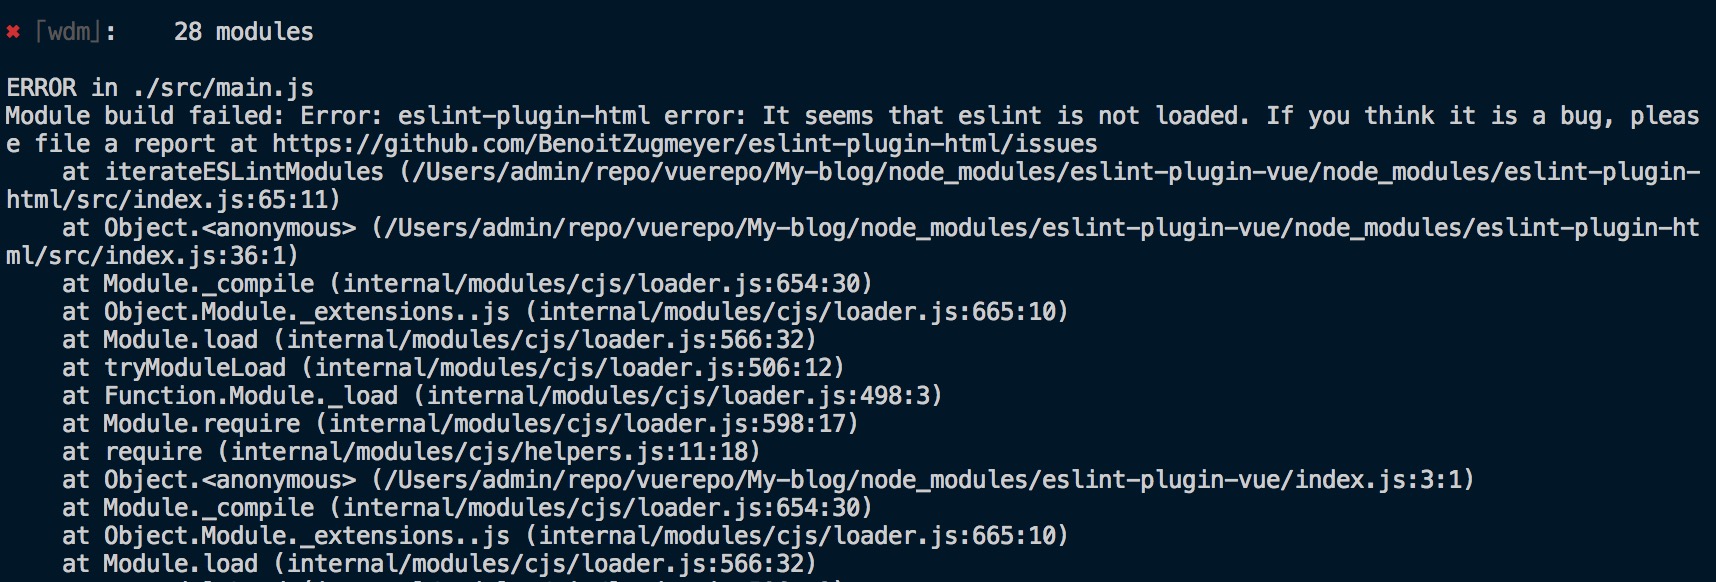 ✖ ｢wdm｣:    28 modules
ERROR in ./src/main.js
Module build failed: Error: eslint-plugin-html error: It seems that eslint is not loaded. If you think it is a bug, pleas
e file a report at https://github.com/BenoitZugmeyer/eslint-plugin-html/issues
    at iterateESLintModules (/Users/admin/repo/vuerepo/My-blog/node_modules/eslint-plugin-vue/node_modules/eslint-plugin-
html/src/index.js:65:11)
    at Object.<anonymous> (/Users/admin/repo/vuerepo/My-blog/node_modules/eslint-plugin-vue/node_modules/eslint-plugin-ht
ml/src/index.js:36:1)
    at Module._compile (internal/modules/cjs/loader.js:654:30)
    at Object.Module._extensions..js (internal/modules/cjs/loader.js:665:10)
    at Module.load (internal/modules/cjs/loader.js:566:32)
    at tryModuleLoad (internal/modules/cjs/loader.js:506:12)
    at Function.Module._load (internal/modules/cjs/loader.js:498:3)
    at Module.require (internal/modules/cjs/loader.js:598:17)
    at require (internal/modules/cjs/helpers.js:11:18)
    at Object.<anonymous> (/Users/admin/repo/vuerepo/My-blog/node_modules/eslint-plugin-vue/index.js:3:1)
    at Module._compile (internal/modules/cjs/loader.js:654:30)
    at Object.Module._extensions..js (internal/modules/cjs/loader.js:665:10)
    at Module.load (internal/modules/cjs/loader.js:566:32)